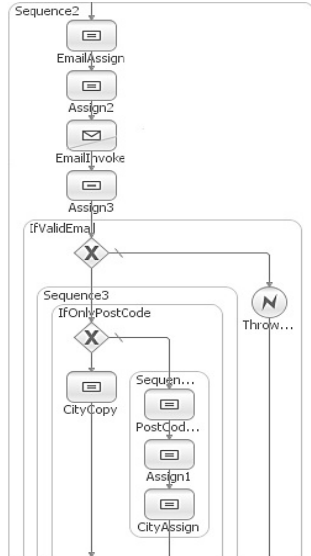 Sequence2
EmailAssign
Assign2
EmailInvoke
Assign3
IfValidEmail
Sequence3
IfOnlyPostCode
Throw...
CityCopy
Sequen...
PostCod...
Assign1
CityAssign